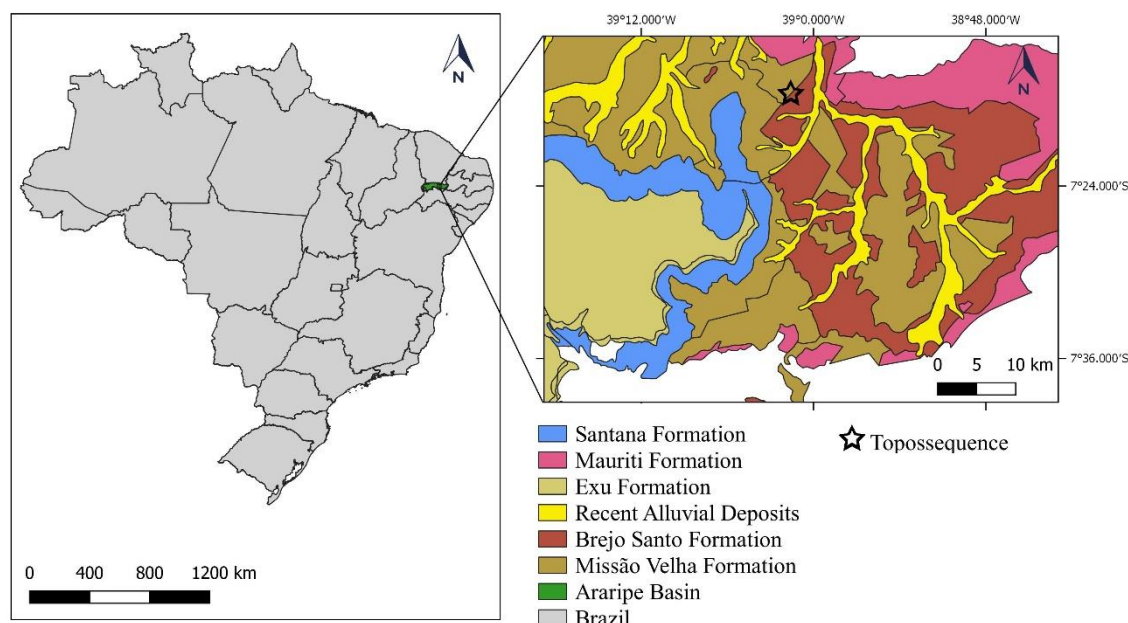 39°12.000"W 39°0.000"W 38°48.000"W
N
N
7°24.000"S
7°36.000"S
0 5 10 km
0 400 800 1200 km
Santana Formation
Mauriti Formation
Exu Formation
Recent Alluvial Deposits
Brejo Santo Formation
Missão Velha Formation
Araripe Basin
Brazil
Topossequence